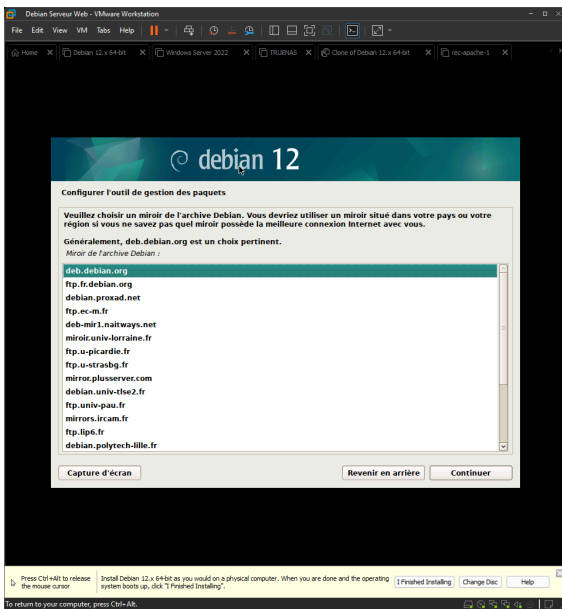 Debian Serveur Web - VMware Workstation
File Edit View VM Tabs Help
Home Debian 12.x 64-bit Windows Server 2022 TRUENAS Clone of Debian 12.x 64-bit rec-apache-1
debian 12
Configurer l'outil de gestion des paquets
Veuillez choisir un miroir de l'archive Debian. Vous devriez utiliser un miroir situé dans votre pays ou votre
région si vous ne savez pas quel miroir possède la meilleure connexion Internet avec vous.
Généralement, deb.debian.org est un choix pertinent.
Miroir de l'archive Debian :
deb.debian.org
ftp.fr.debian.org
debian.proxad.net
ftp.ec-m.fr
deb-mir1.naitways.net
miroir.univ-lorraine.fr
ftp.u-picardie.fr
ftp.u-strasbg.fr
mirror.plusserver.com
debian.univ-tlse2.fr
ftp.univ-pau.fr
mirrors.ircam.fr
ftp.lip6.fr
debian.polytech-lille.fr
Capture d'écran Revenir en arrière Continuer
Press Ctrl+Alt to release
the mouse cursor
Install Debian 12.x 64-bit as you would on a physical computer. When you are done and the operating
system boots up, click "I Finished Installing".
I Finished Installing Change Disc Help
To return to your computer, press Ctrl+Alt.